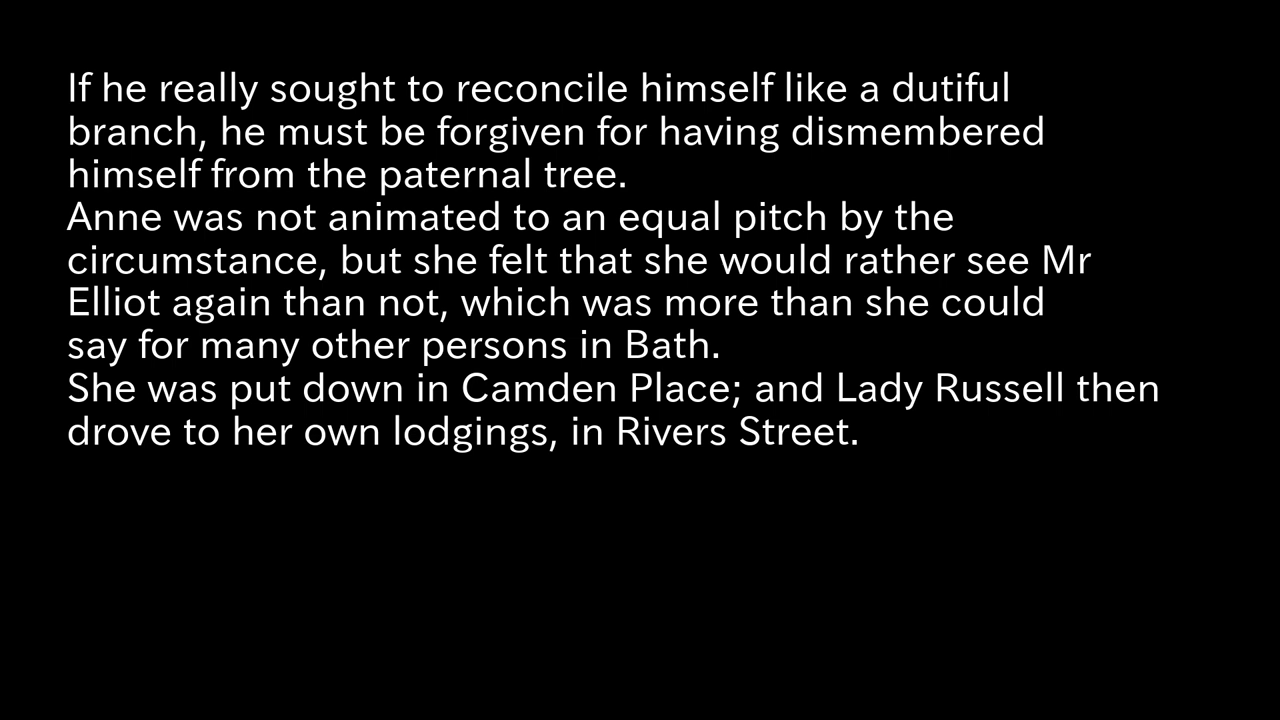 If he really sought to reconcile himself like a dutiful
branch, he must be forgiven for having dismembered
himself from the paternal tree.
Anne was not animated to an equal pitch by the
circumstance, but she felt that she would rather see Mr
Elliot again than not, which was more than she could
say for many other persons in Bath.
She was put down in Camden Place; and Lady Russell then
drove to her own lodgings, in Rivers Street.